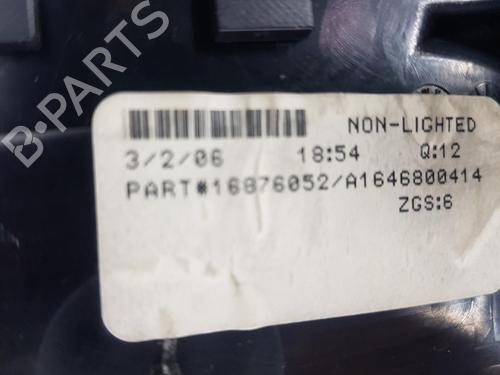 B-PARTS
NON-LIGHTED
3/2/06 18:54 Q:12
PART#16876052/A1646800414
ZGS:6